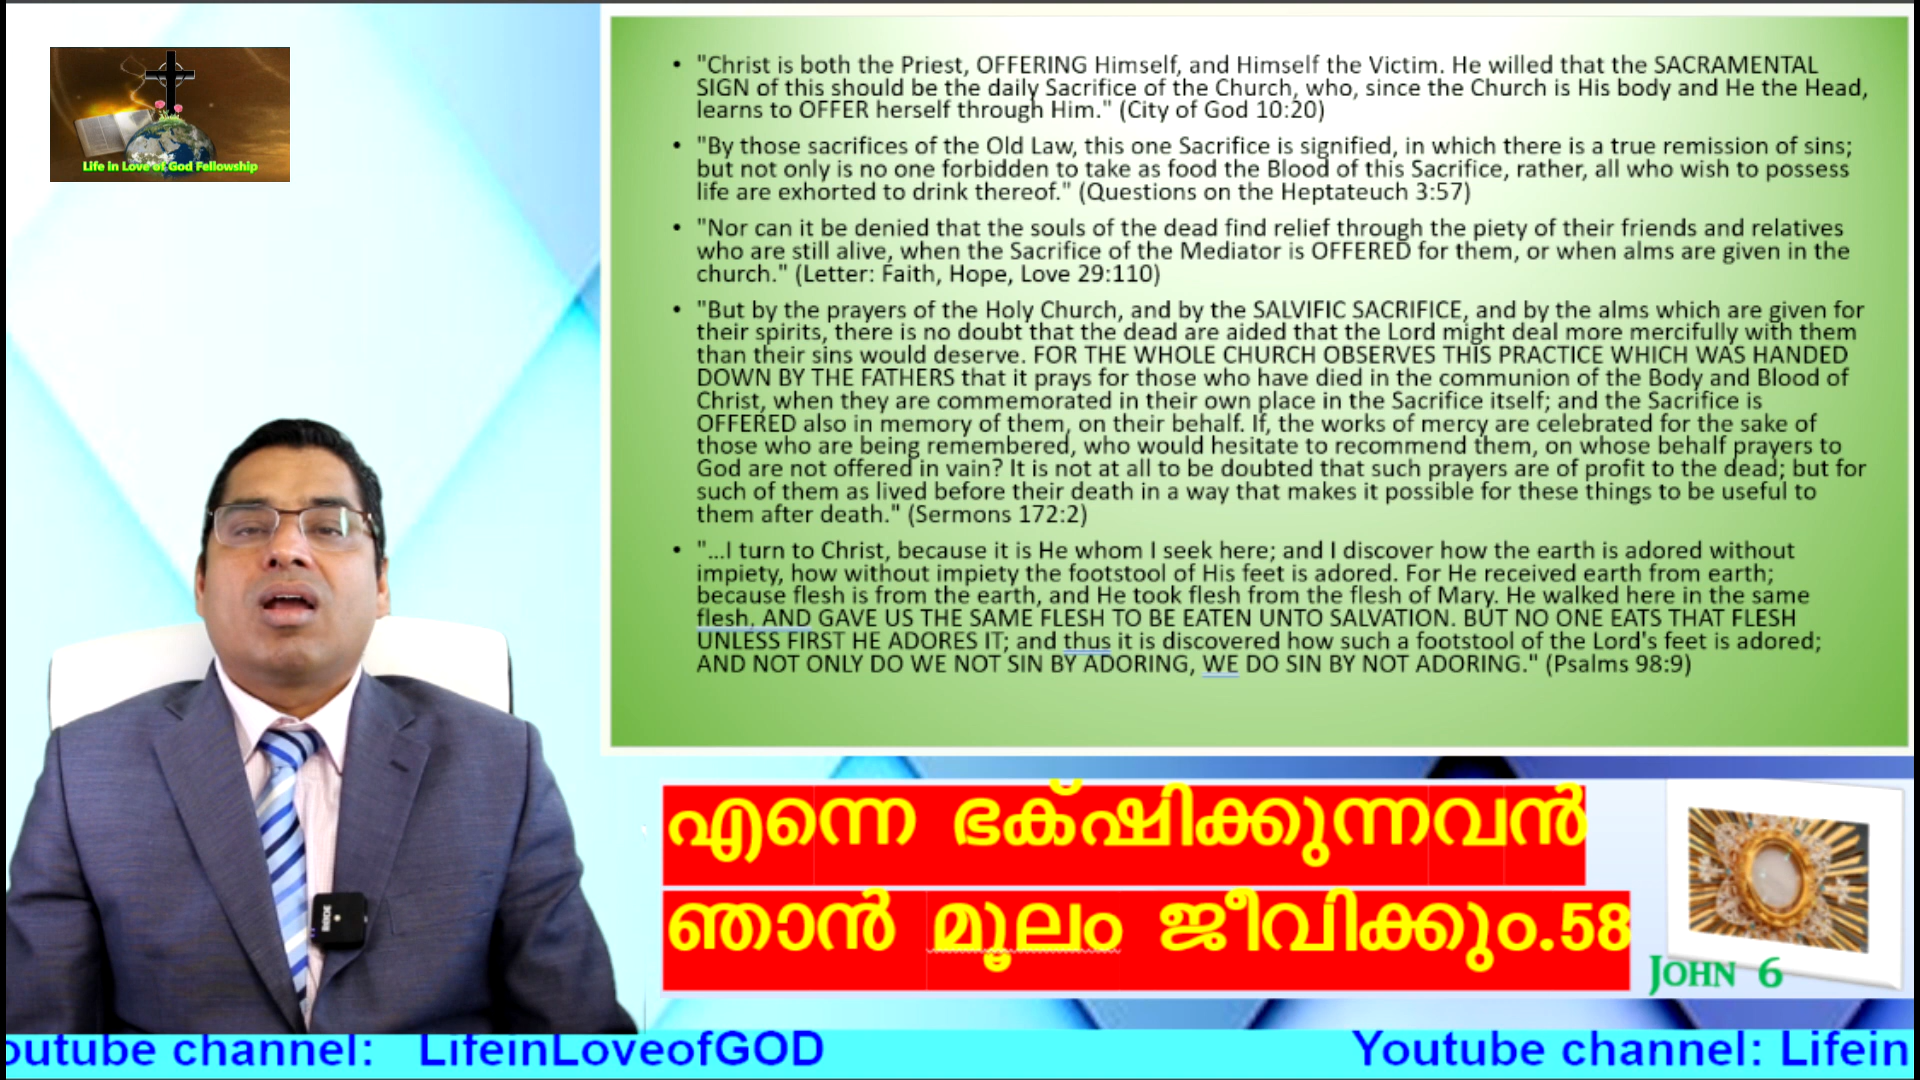 Life in Love of God Fellowship
• "Christ is both the Priest, OFFERING Himself, and Himself the Victim. He willed that the SACRAMENTAL
SIGN of this should be the daily Sacrifice of the Church, who, since the Church is His body and He the Head,
learns to OFFER herself through Him." (City of God 10:20)
• "By those sacrifices of the Old Law, this one Sacrifice is signified, in which there is a true remission of sins;
but not only is no one forbidden to take as food the Blood of this Sacrifice, rather, all who wish to possess
life are exhorted to drink thereof." (Questions on the Heptateuch 3:57)
• "Nor can it be denied that the souls of the dead find relief through the piety of their friends and relatives
who are still alive, when the Sacrifice of the Mediator is OFFERED for them, or when alms are given in the
church." (Letter: Faith, Hope, Love 29:110)
• "But by the prayers of the Holy Church, and by the SALVIFIC SACRIFICE, and by the alms which are given for
their spirits, there is no doubt that the dead are aided that the Lord might deal more mercifully with them
than their sins would deserve. FOR THE WHOLE CHURCH OBSERVES THIS PRACTICE WHICH WAS HANDED
DOWN BY THE FATHERS that it prays for those who have died in the communion of the Body and Blood of
Christ, when they are commemorated in their own place in the Sacrifice itself; and the Sacrifice is
OFFERED also in memory of them, on their behalf. If, the works of mercy are celebrated for the sake of
those who are being remembered, who would hesitate to recommend them, on whose behalf prayers to
God are not offered in vain? It is not at all to be doubted that such prayers are of profit to the dead; but for
such of them as lived before their death in a way that makes it possible for these things to be useful to
them after death." (Sermons 172:2)
• "...I turn to Christ, because it is He whom I seek here; and I discover how the earth is adored without
impiety, how without impiety the footstool of His feet is adored. For He received earth from earth;
because flesh is from the earth, and He took flesh from the flesh of Mary. He walked here in the same
flesh, AND GAVE US THE SAME FLESH TO BE EATEN UNTO SALVATION. BUT NO ONE EATS THAT FLESH
UNLESS FIRST HE ADORES IT; and thus it is discovered how such a footstool of the Lord's feet is adored;
AND NOT ONLY DO WE NOT SIN BY ADORING, WE DO SIN BY NOT ADORING." (Psalms 98:9)
എന്നെ ഭക്ഷിക്കുന്നവൻ
ഞാൻ മൂലം ജീവിക്കും.58
JOHN 6
RODE
outube channel: LifeinLoveofGOD Youtube channel: Lifein